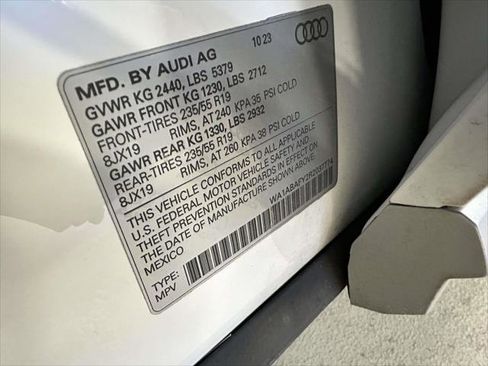 MFD. BY AUDI AG 10 23
GVWR KG 2440, LBS 5379
GAWR FRONT KG 1230, LBS 2712
FRONT-TIRES 235/55 R19
8JX19 RIMS, AT 240 KPA 35 PSI COLD
GAWR REAR KG 1330, LBS 2932
REAR-TIRES 235/55 R19
8JX19 RIMS, AT 260 KPA 38 PSI COLD
THIS VEHICLE CONFORMS TO ALL APPLICABLE
U.S. FEDERAL MOTOR VEHICLE SAFETY AND
THEFT PREVENTION STANDARDS IN EFFECT ON
THE DATE OF MANUFACTURE SHOWN ABOVE.
MEXICO
TYPE:
MPV